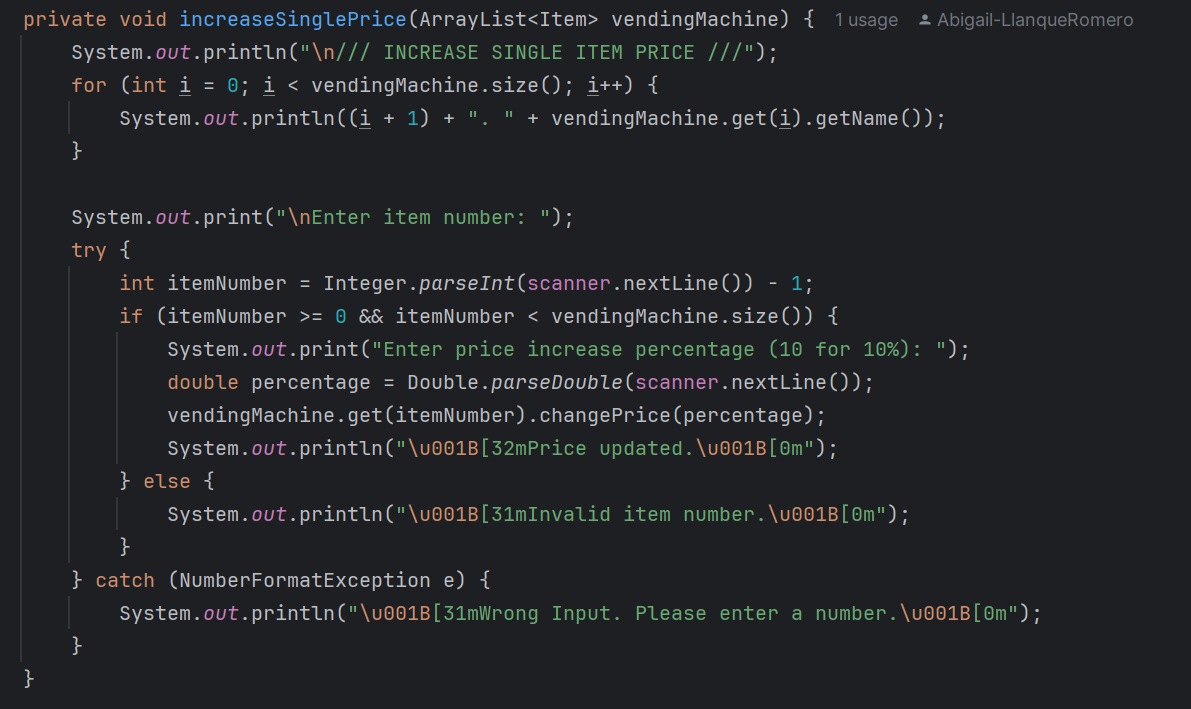 private void increaseSinglePrice(ArrayList<Item> vendingMachine) { 1 usage Abigail-LlanqueRomero
    System.out.println("\n/// INCREASE SINGLE ITEM PRICE ///");
    for (int i = 0; i < vendingMachine.size(); i++) {
        System.out.println((i + 1) + ". " + vendingMachine.get(i).getName());
    }

    System.out.print("\nEnter item number: ");
    try {
        int itemNumber = Integer.parseInt(scanner.nextLine()) - 1;
        if (itemNumber >= 0 && itemNumber < vendingMachine.size()) {
            System.out.print("Enter price increase percentage (10 for 10%): ");
            double percentage = Double.parseDouble(scanner.nextLine());
            vendingMachine.get(itemNumber).changePrice(percentage);
            System.out.println("\u001B[32mPrice updated.\u001B[0m");
        } else {
            System.out.println("\u001B[31mInvalid item number.\u001B[0m");
        }
    } catch (NumberFormatException e) {
        System.out.println("\u001B[31mWrong Input. Please enter a number.\u001B[0m");
    }
}